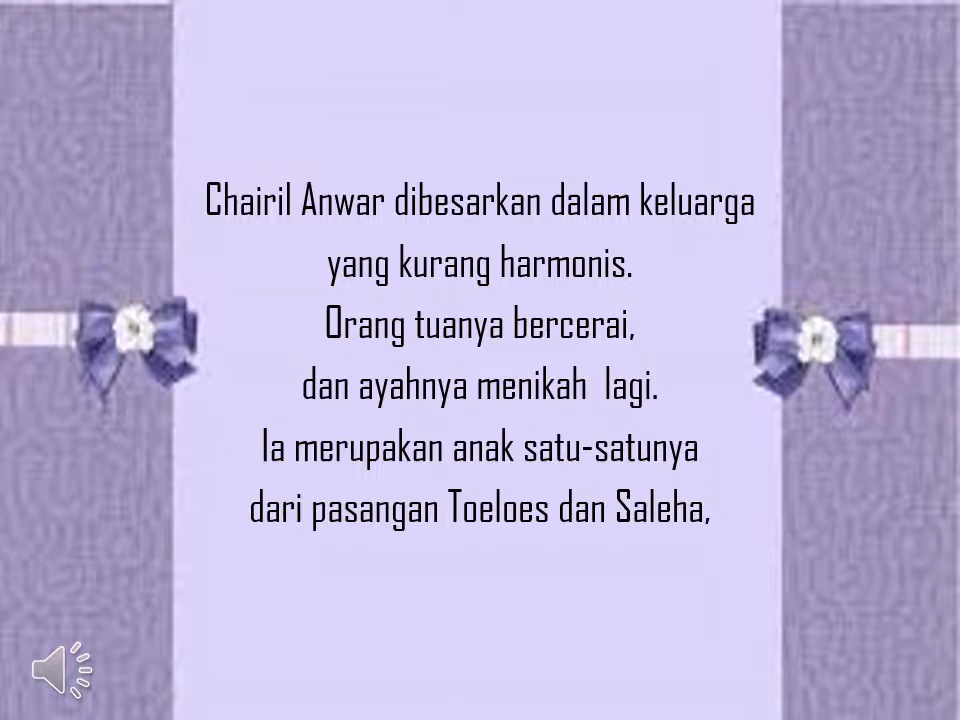 Chairil Anwar dibesarkan dalam keluarga
yang kurang harmonis.
Orang tuanya bercerai,
dan ayahnya menikah  lagi.
Ia merupakan anak satu-satunya
dari pasangan Toeloes dan Saleha,